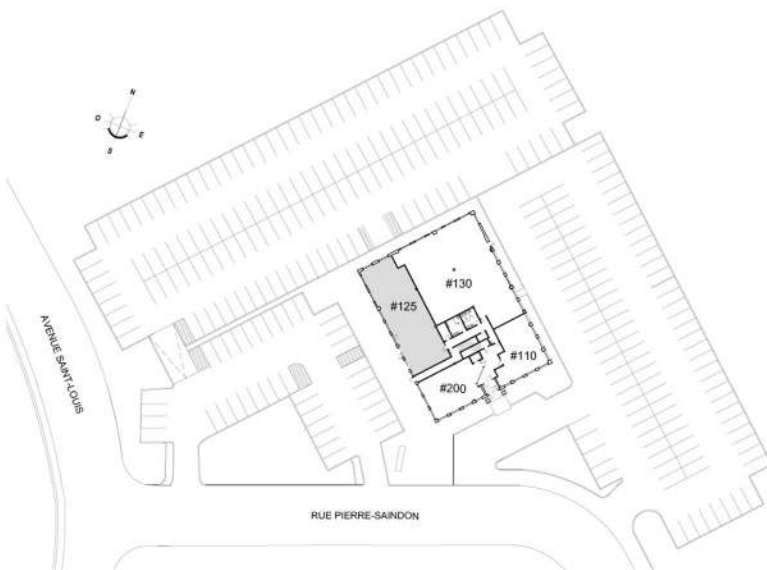 N
O
E
S
#130
#125
#110
#200
AVENUE SAINT-LOUIS
RUE PIERRE-SAINDON